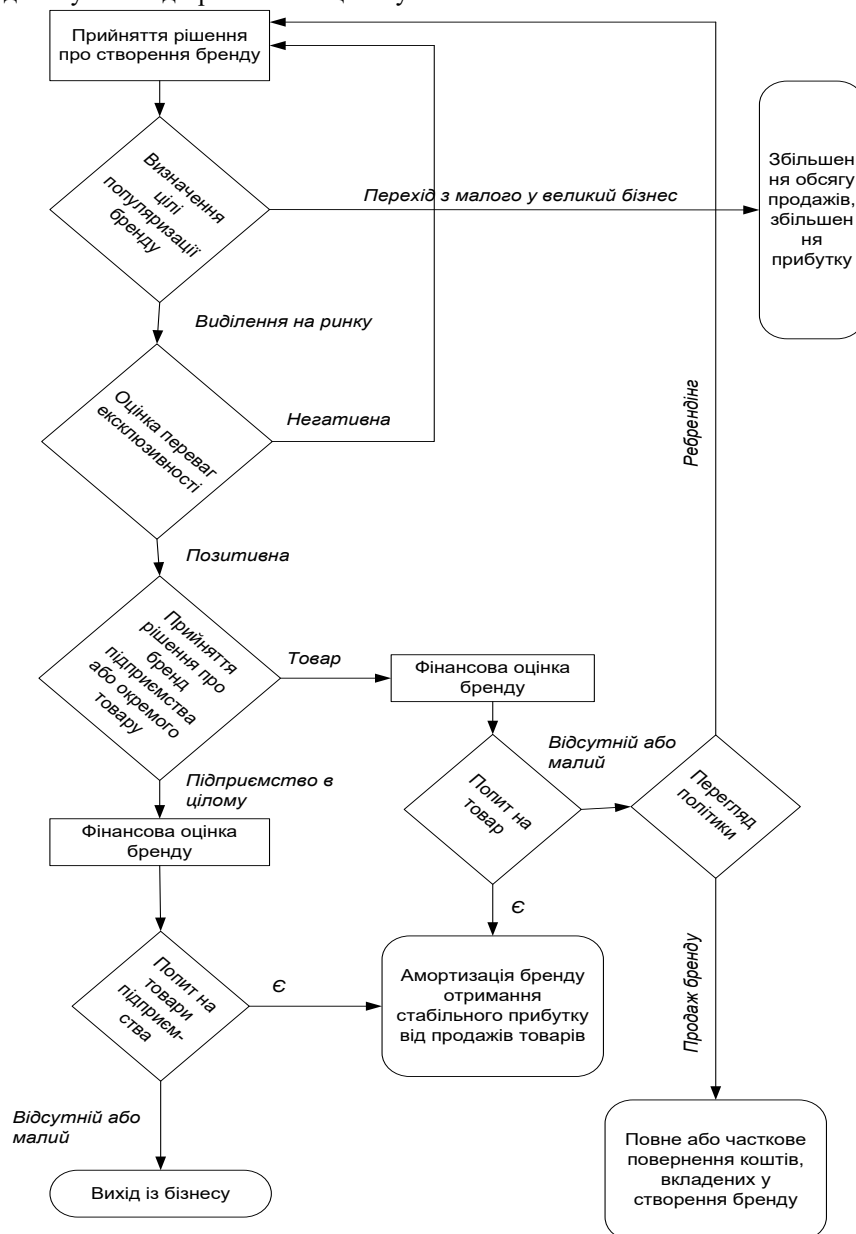 Прийняття рішення
про створення бренду
Визначення
цілі
популяризації
бренду
Перехід з малого у великий бізнес
Збільшен
ня обсягу
продажів,
збільшен
ня
прибутку
Виділення на ринку
Оцінка переваг
ексклюзивності
Негативна
Ребрендінг
Позитивна
Прийняття
рішення про
бренд
підприємства
або окремого
товару
Товар
Фінансова оцінка
бренду
Відсутній або
малий
Попит на
товар
Перегляд
політики
Підприємство в
цілому
Фінансова оцінка
бренду
Є
Попит на
товари
підприєм-
ства
Є
Амортизація бренду
отримання
стабільного прибутку
від продажів товарів
Продаж бренду
Відсутній або
малий
Вихід із бізнесу
Повне або часткове
повернення коштів,
вкладених у
створення бренду